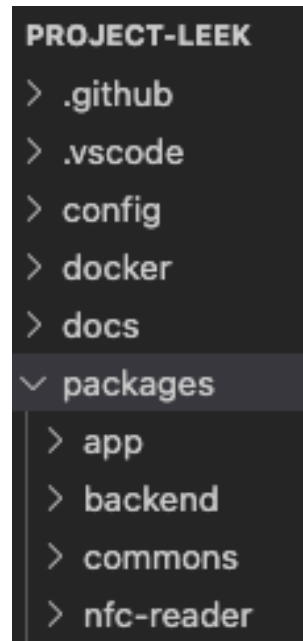 PROJECT-LEEK
.github
.vscode
config
docker
docs
packages
app
backend
commons
nfc-reader